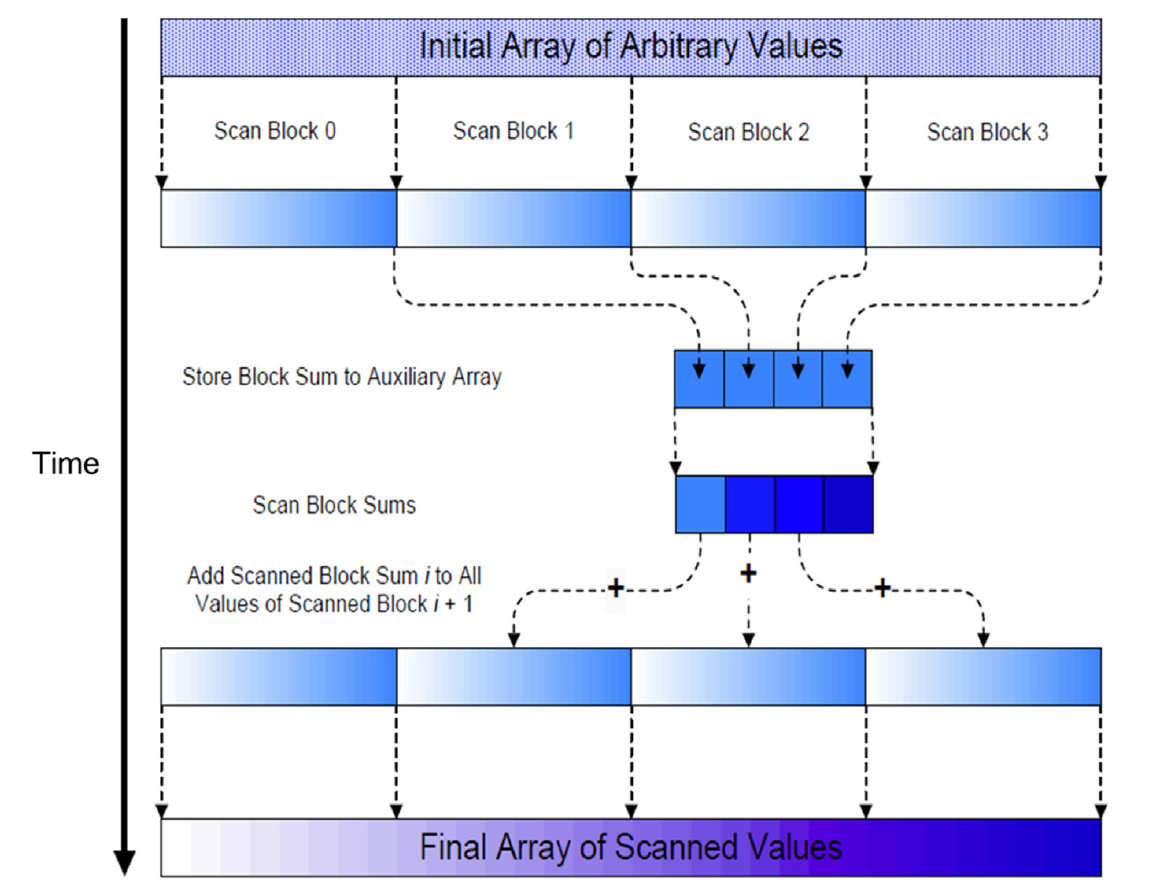 Initial Array of Arbitrary Values
Scan Block 0
Scan Block 1
Scan Block 2
Scan Block 3
Store Block Sum to Auxiliary Array
Time
Scan Block Sums
Add Scanned Block Sum i to All
Values of Scanned Block i + 1
+
+
+
Final Array of Scanned Values